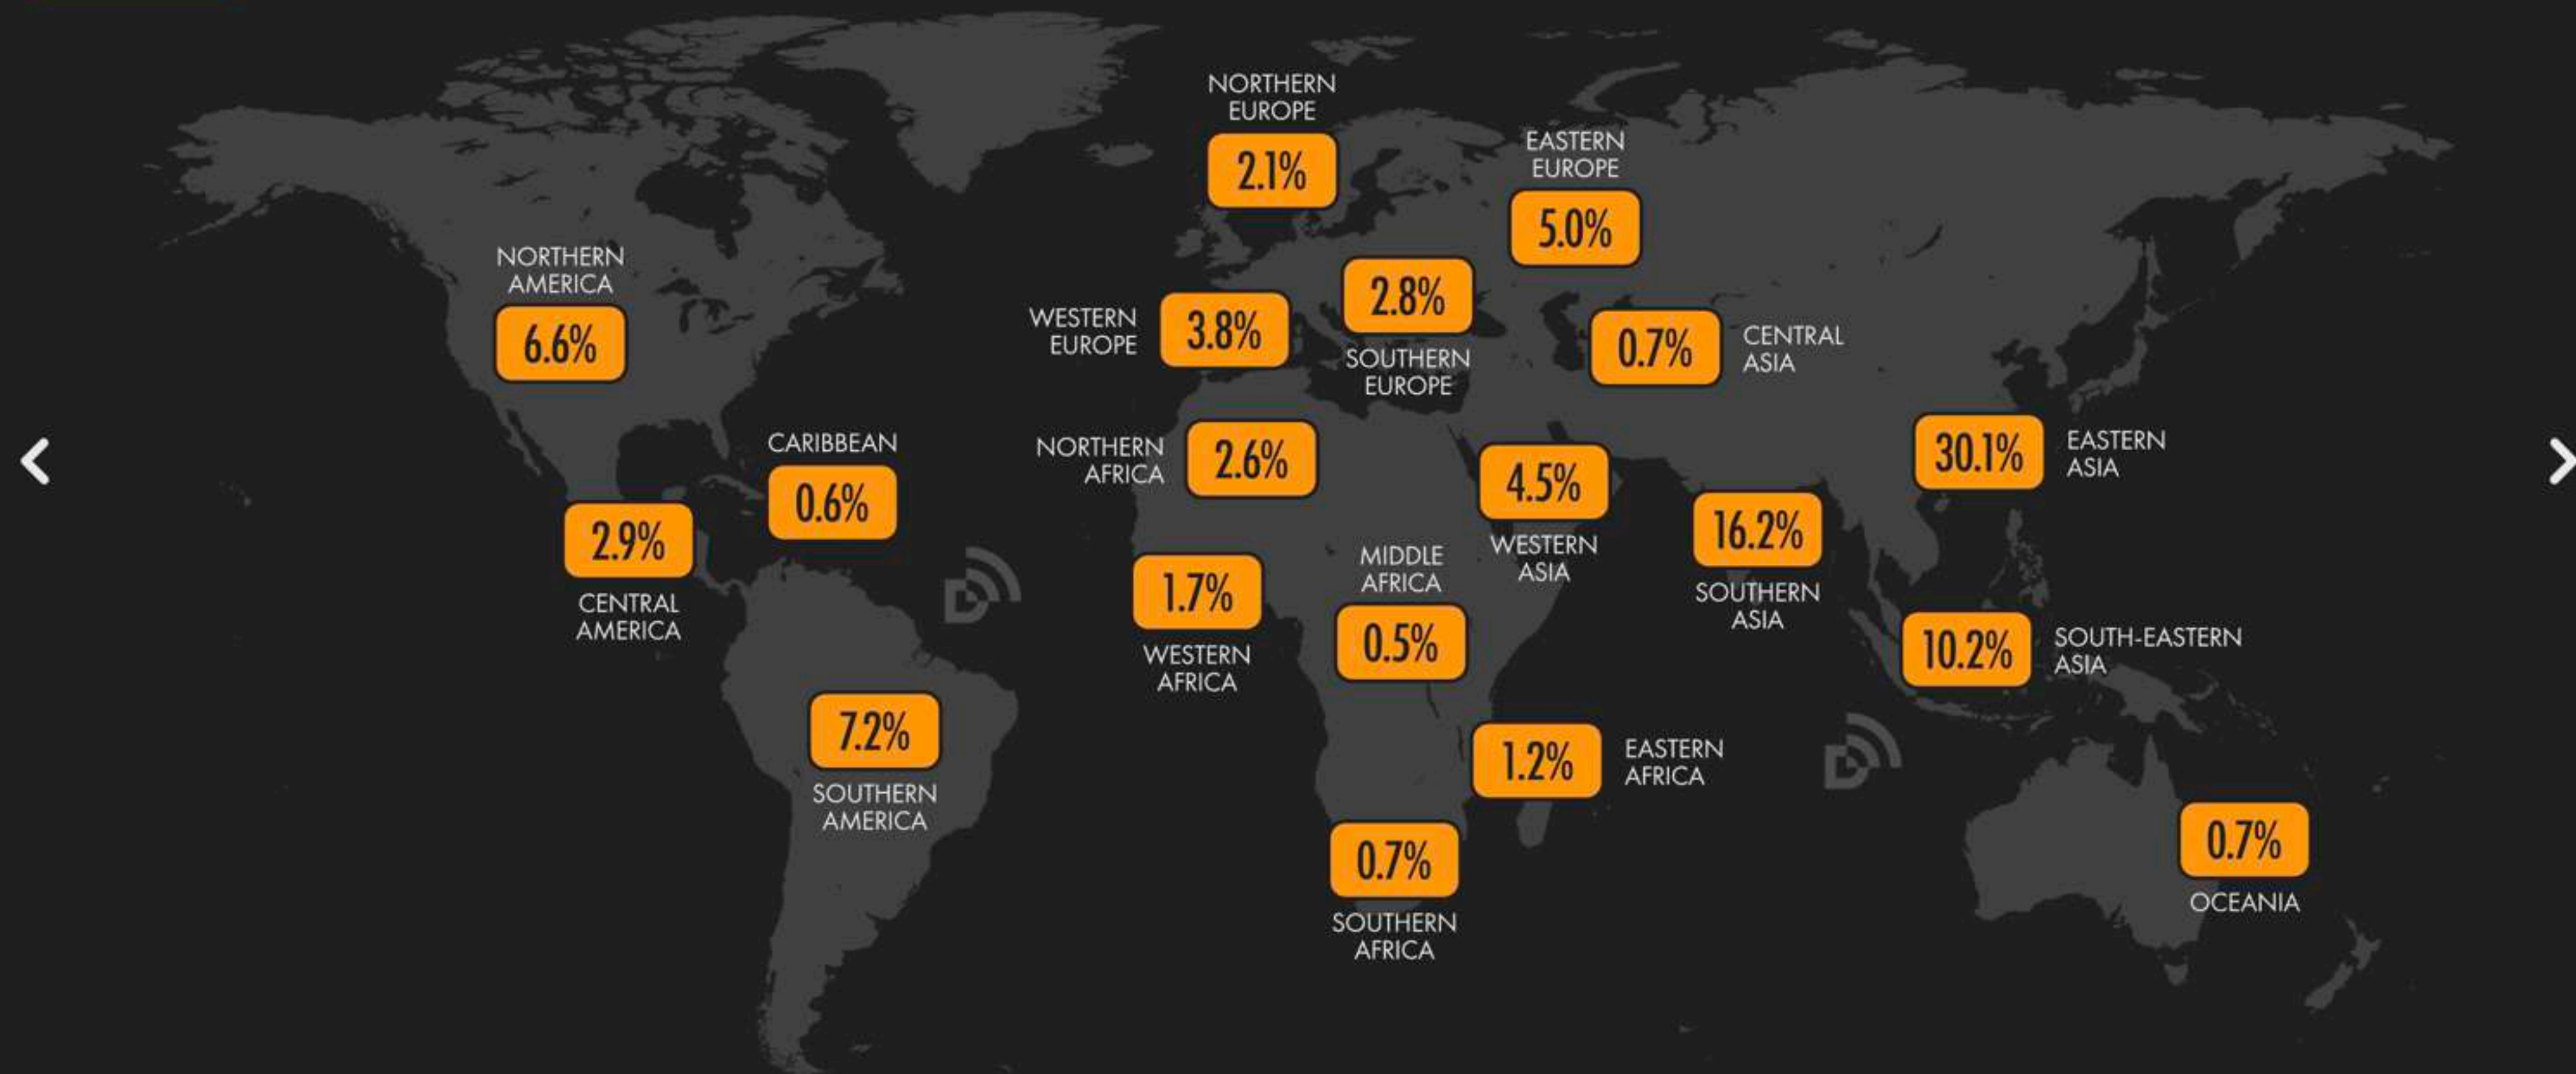 NORTHERN
EUROPE
2.1%
EASTERN
EUROPE
5.0%
NORTHERN
AMERICA
6.6%
2.8%
SOUTHERN
EUROPE
WESTERN
EUROPE
3.8%
0.7%
CENTRAL
ASIA
CARIBBEAN
0.6%
NORTHERN
AFRICA
2.6%
4.5%
WESTERN
ASIA
30.1%
EASTERN
ASIA
2.9%
CENTRAL
AMERICA
16.2%
SOUTHERN
ASIA
1.7%
WESTERN
AFRICA
MIDDLE
AFRICA
0.5%
10.2%
SOUTH-EASTERN
ASIA
7.2%
SOUTHERN
AMERICA
1.2%
EASTERN
AFRICA
0.7%
SOUTHERN
AFRICA
0.7%
OCEANIA